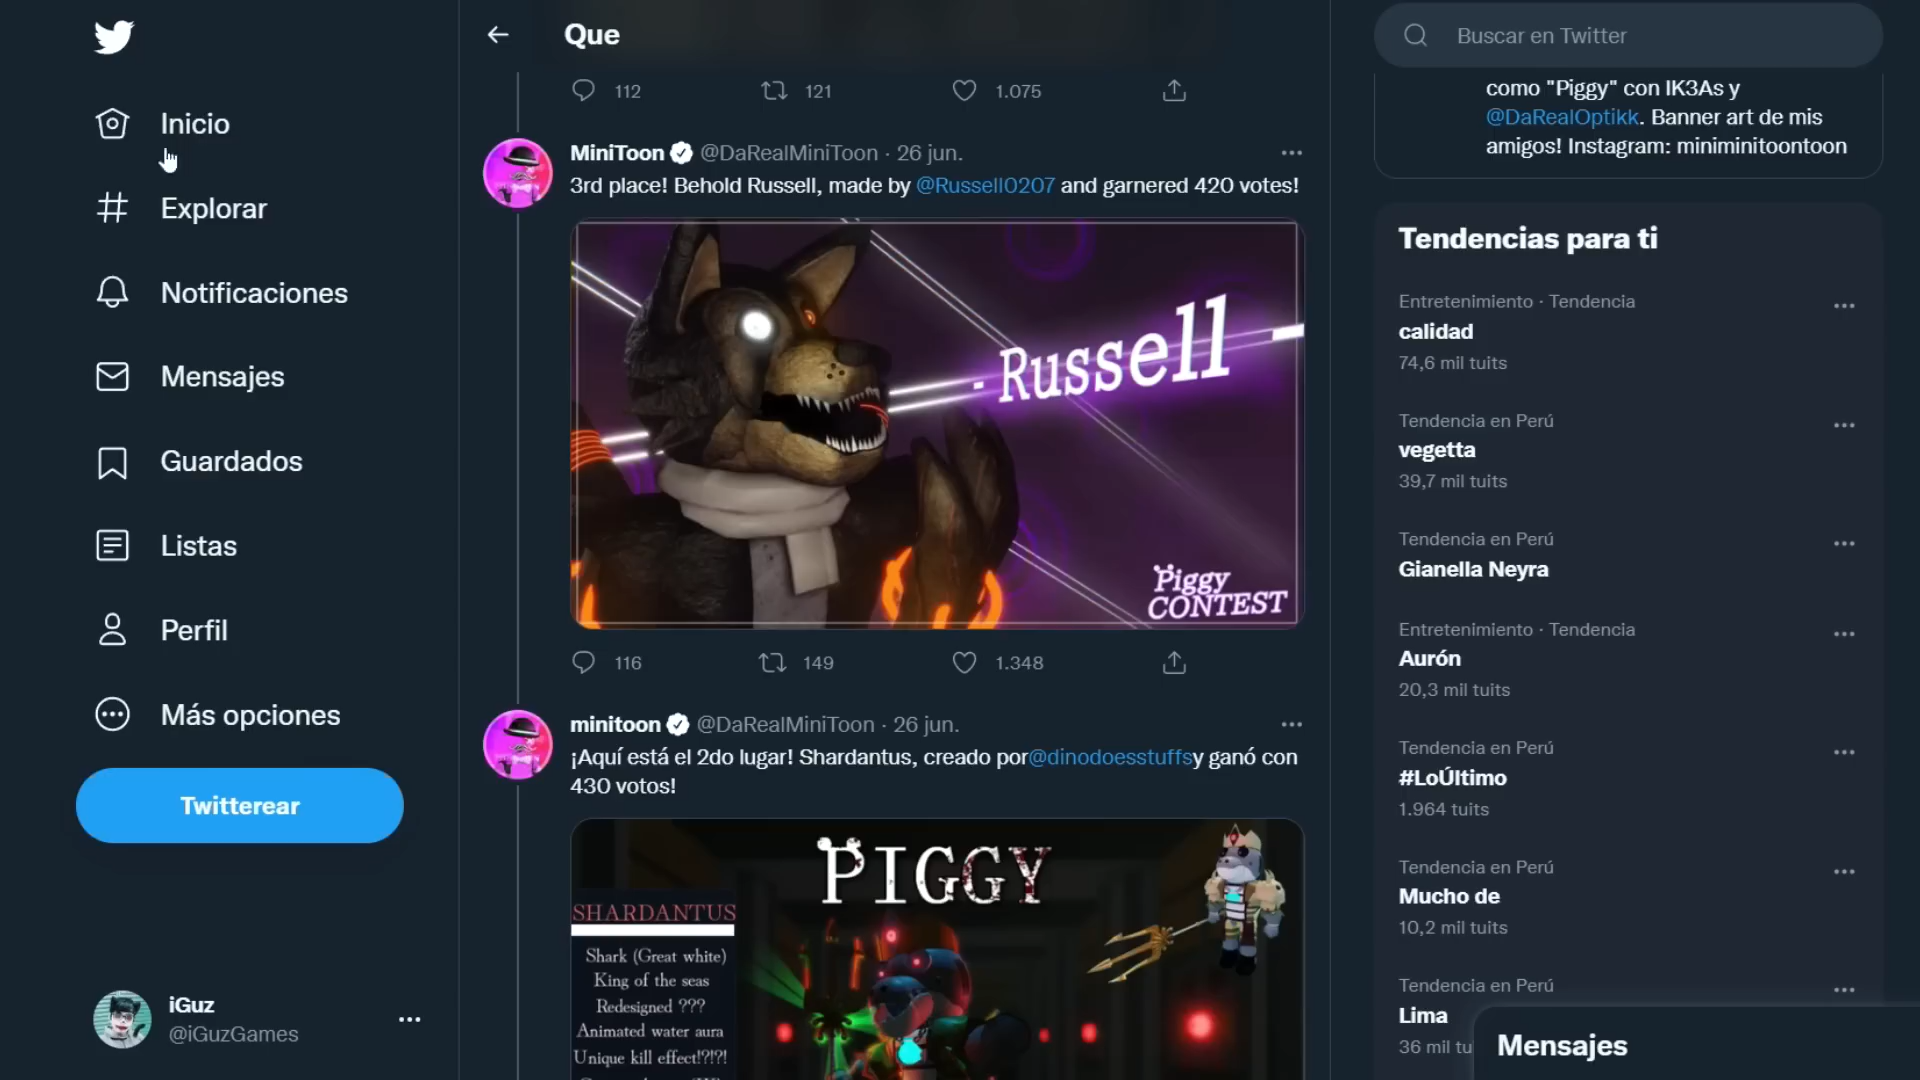 Inicio
Explorar
Notificaciones
Mensajes
Guardados
Listas
Perfil
Más opciones
Twitterear
iGuz
@iGuzGames
Que
112 121 1.075
MiniToon @DaRealMiniToon · 26 jun.
3rd place! Behold Russell, made by @Russell0207 and garnered 420 votes!
- Russell
Piggy
CONTEST
116 149 1.348
minitoon @DaRealMiniToon · 26 jun.
¡Aquí está el 2do lugar! Shardantus, creado por@dinodoesstuffsy ganó con
430 votos!
PIGGY
SHARDANTUS
Shark (Great white)
King of the seas
Redesigned ???
Animated water aura
Unique kill effect!?!?!
Buscar en Twitter
como "Piggy" con IK3As y
@DaRealOptikk. Banner art de mis
amigos! Instagram: miniminitoontoon
Tendencias para ti
Entretenimiento · Tendencia
calidad
74,6 mil tuits
Tendencia en Perú
vegetta
39,7 mil tuits
Tendencia en Perú
Gianella Neyra
Entretenimiento · Tendencia
Aurón
20,3 mil tuits
Tendencia en Perú
#LoÚltimo
1.964 tuits
Tendencia en Perú
Mucho de
10,2 mil tuits
Tendencia en Perú
Lima
36 mil tu
Mensajes